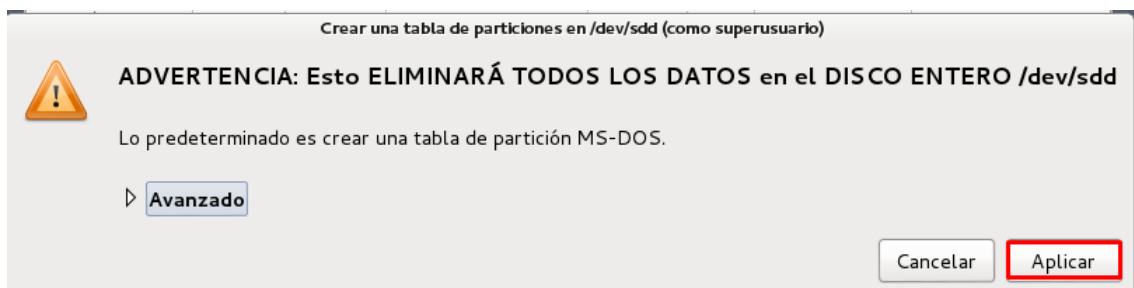 Crear una tabla de particiones en /dev/sdd (como superusuario)
ADVERTENCIA: Esto ELIMINARÁ TODOS LOS DATOS en el DISCO ENTERO /dev/sdd
Lo predeterminado es crear una tabla de partición MS-DOS.
Avanzado
Cancelar Aplicar